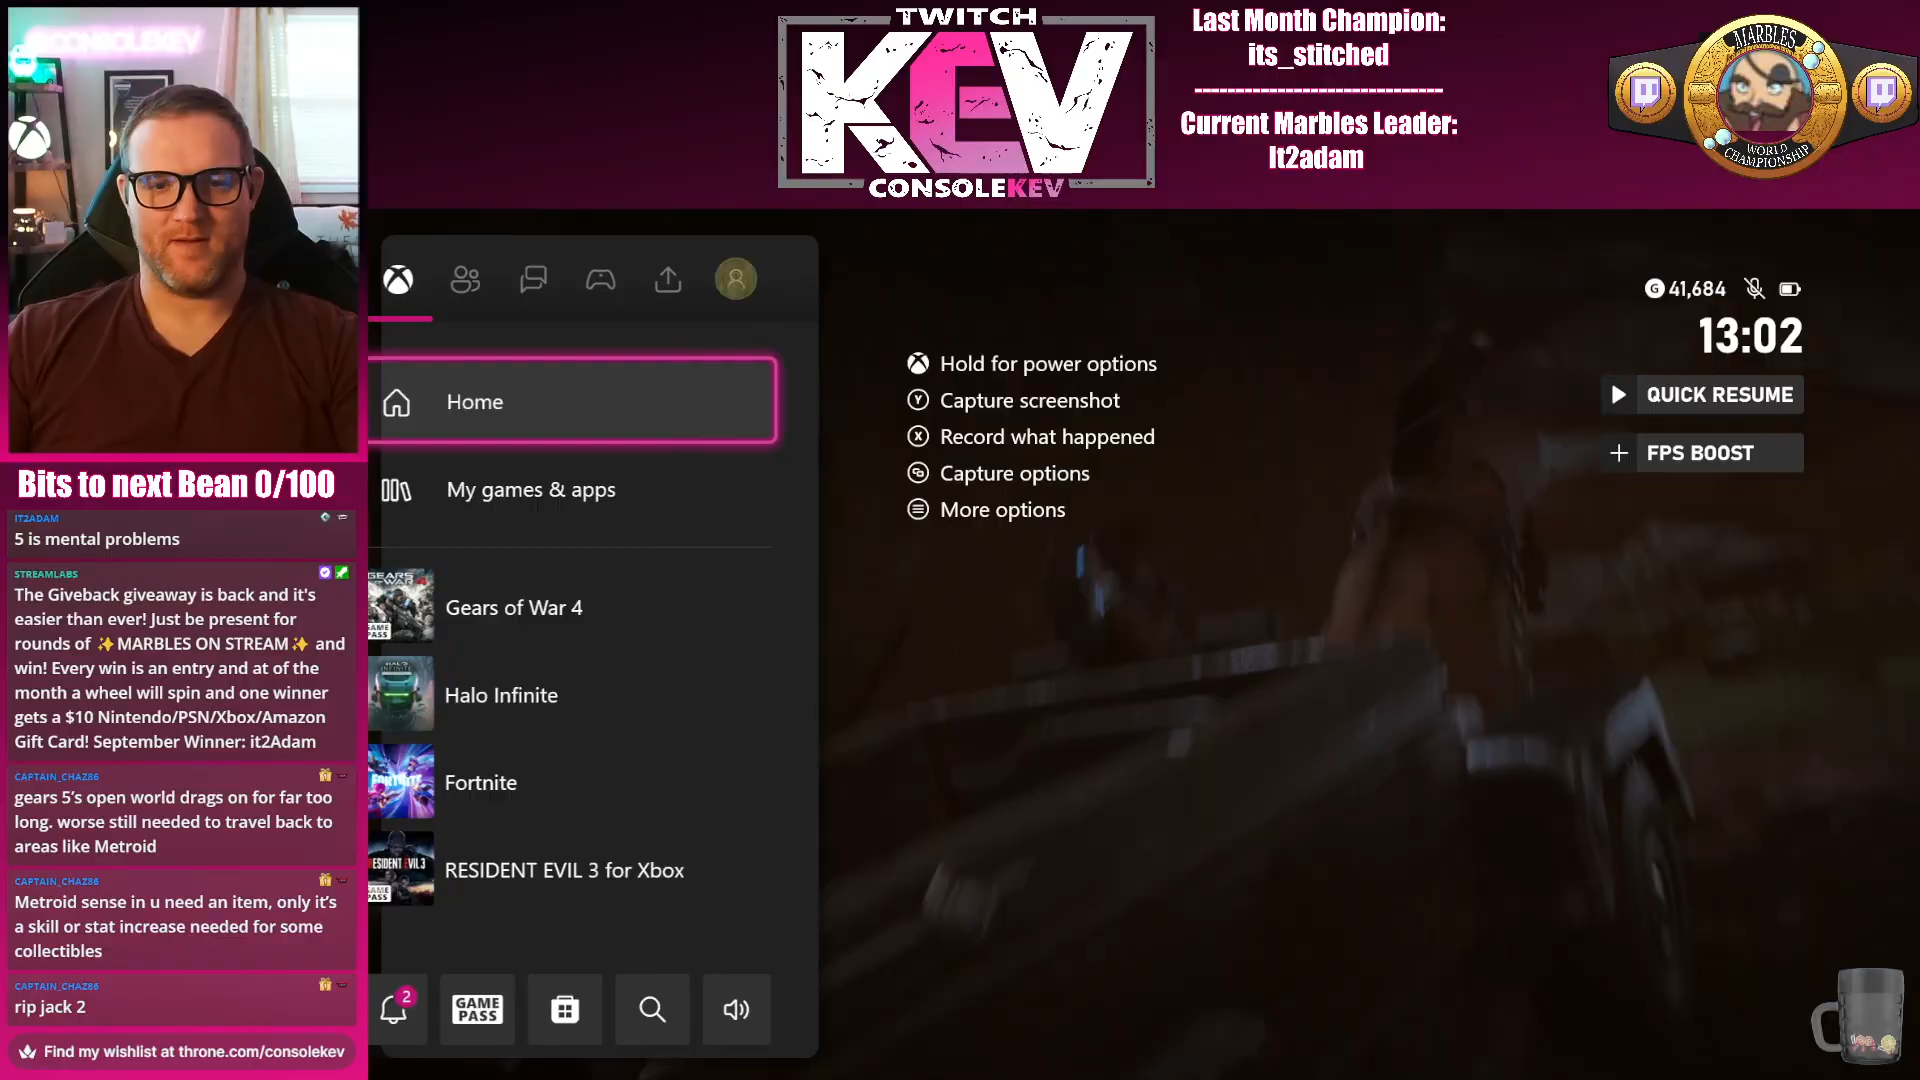 @CONSOLEKEV
TWITCH
KEV
CONSOLEKEV
Last Month Champion:
its_stitched
------------------------------
Current Marbles Leader:
It2adam
MARBLES
WORLD
CHAMPIONSHIP
Bits to next Bean 0/100
IT2ADAM
5 is mental problems
STREAMLABS
The Giveback giveaway is back and it's
easier than ever! Just be present for
rounds of ✨MARBLES ON STREAM✨ and
win! Every win is an entry and at of the
month a wheel will spin and one winner
gets a $10 Nintendo/PSN/Xbox/Amazon
Gift Card! September Winner: it2Adam
CAPTAIN_CHAZ86
gears 5’s open world drags on for far too
long. worse still needed to travel back to
areas like Metroid
CAPTAIN_CHAZ86
Metroid sense in u need an item, only it’s
a skill or stat increase needed for some
collectibles
CAPTAIN_CHAZ86
rip jack 2
Find my wishlist at throne.com/consolekev
Home
My games & apps
GEARS
PASS
Gears of War 4
HALO
INFINITE
Halo Infinite
FORTNITE
Fortnite
RESIDENT EVIL 3 for Xbox
GAME
PASS
2
GAME
PASS
Hold for power options
Y Capture screenshot
X Record what happened
Capture options
More options
G 41,684
13:02
QUICK RESUME
+ FPS BOOST